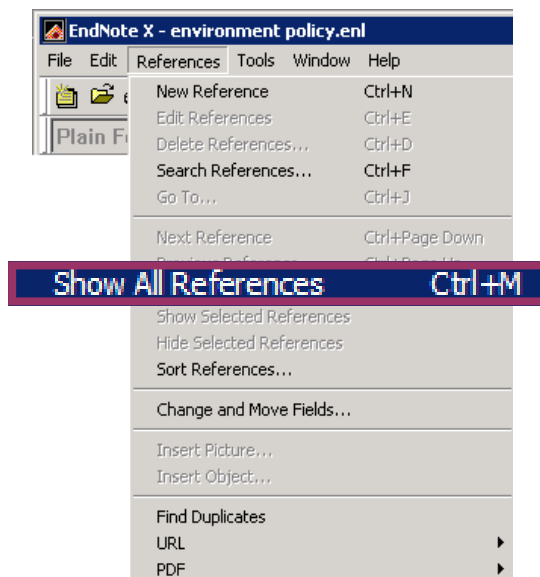 EndNote X - environment policy.enl
File Edit References Tools Window Help
New Reference Ctrl+N
Edit References Ctrl+E
Plain Fo
Delete References... Ctrl+D
Search References... Ctrl+F
Go To... Ctrl+J
Next Reference Ctrl+Page Down
Show All References Ctrl+M
Show Selected References
Hide Selected References
Sort References...
Change and Move Fields...
Insert Picture...
Insert Object...
Find Duplicates
URL
PDF